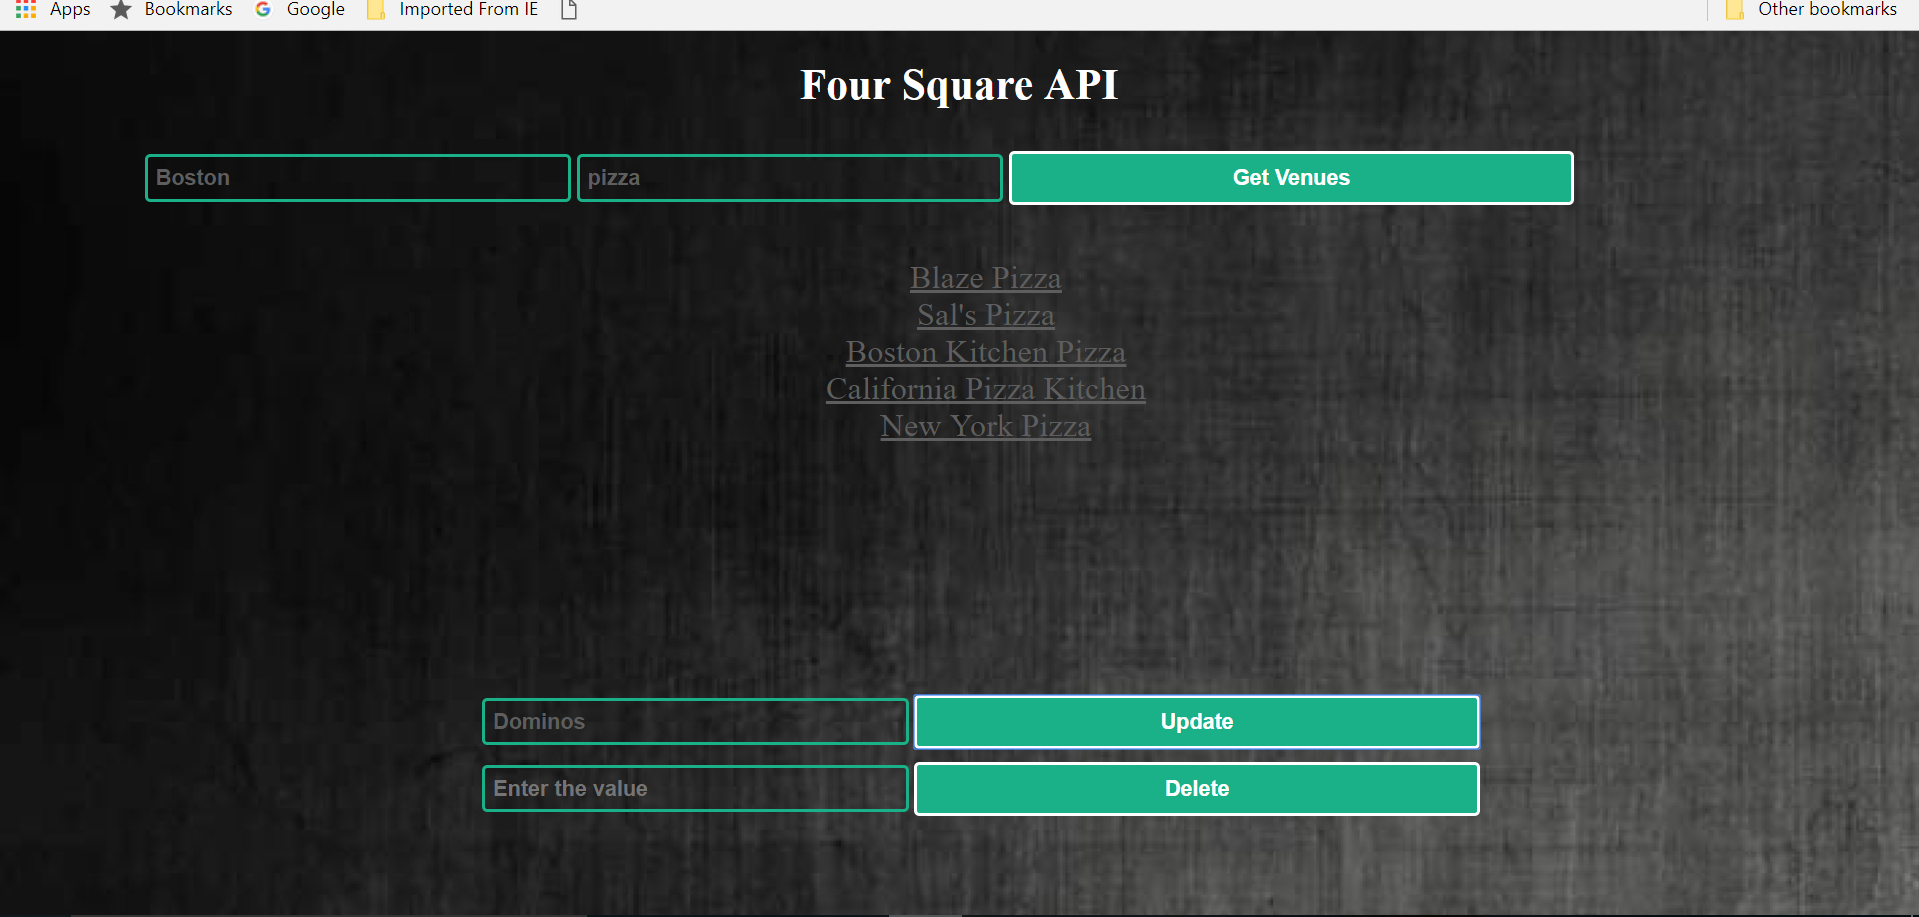 Apps Bookmarks Google Imported From IE Other bookmarks
Four Square API
Boston pizza Get Venues
Blaze Pizza
Sal's Pizza
Boston Kitchen Pizza
California Pizza Kitchen
New York Pizza
Dominos Update
Enter the value Delete